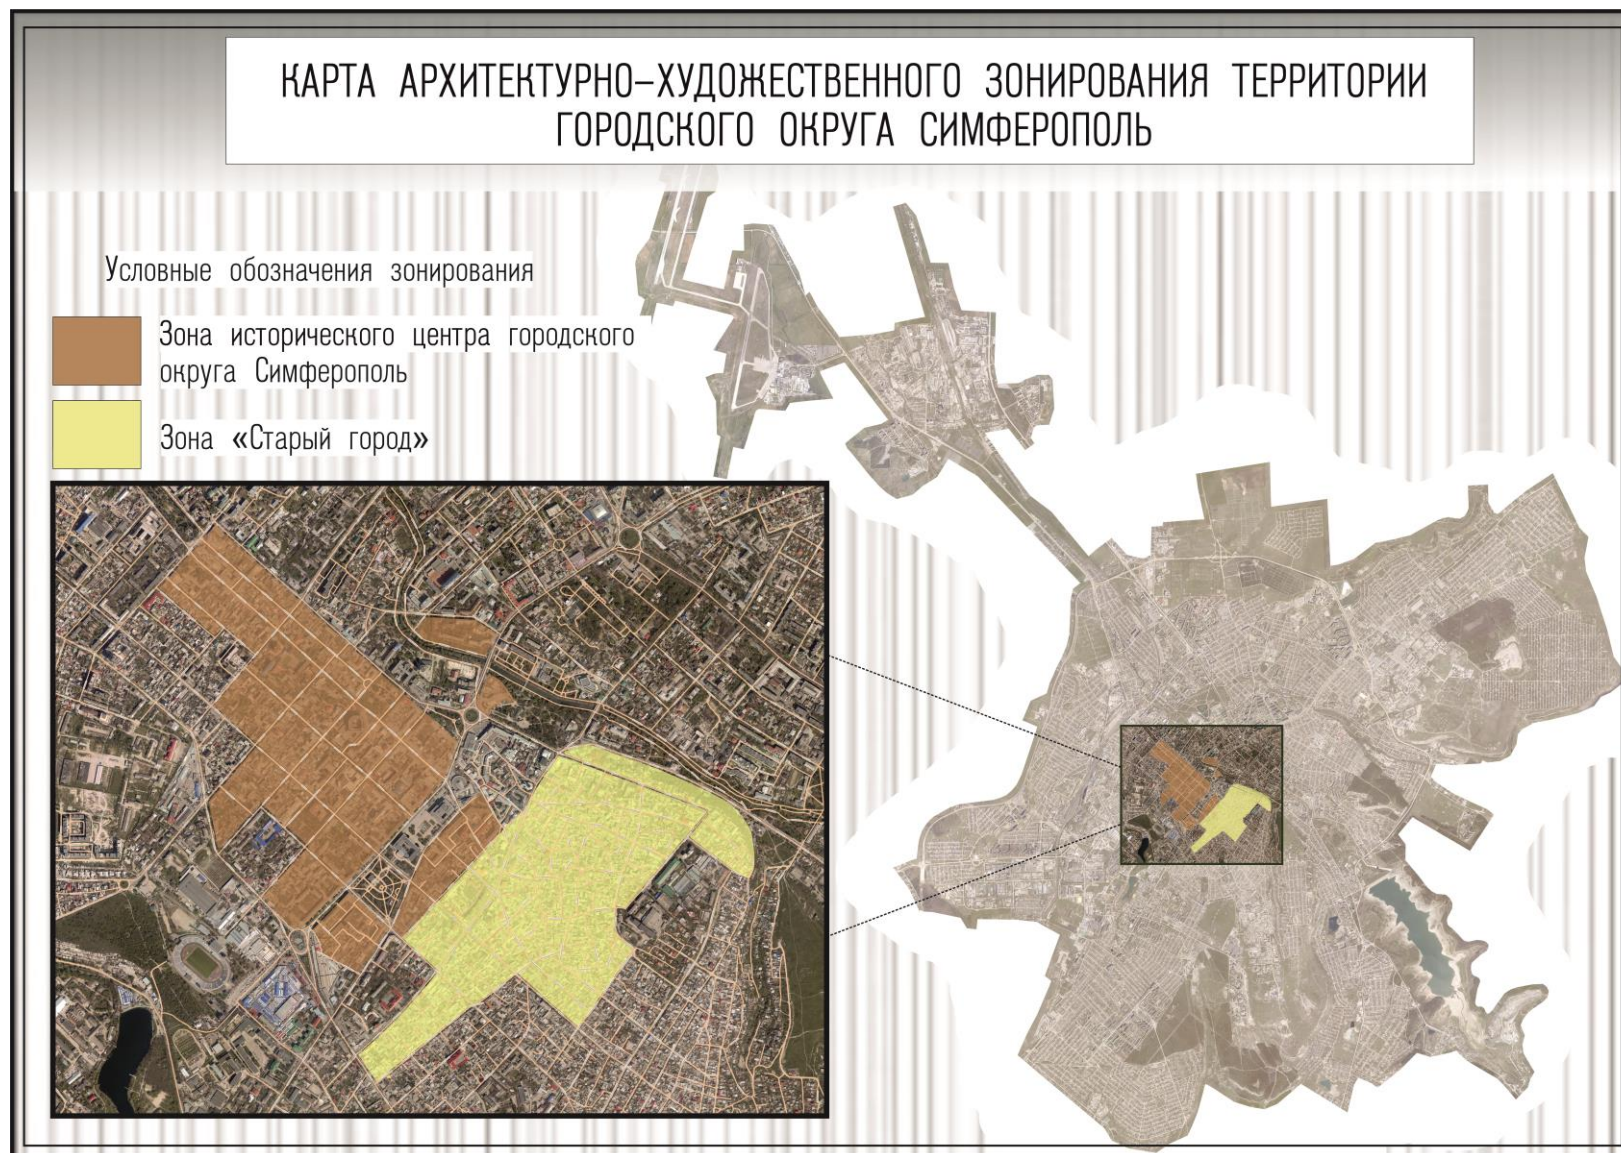 КАРТА АРХИТЕКТУРНО-ХУДОЖЕСТВЕННОГО ЗОНИРОВАНИЯ ТЕРРИТОРИИ
ГОРОДСКОГО ОКРУГА СИМФЕРОПОЛЬ
Условные обозначения зонирования
Зона исторического центра городского
округа Симферополь
Зона «Старый город»